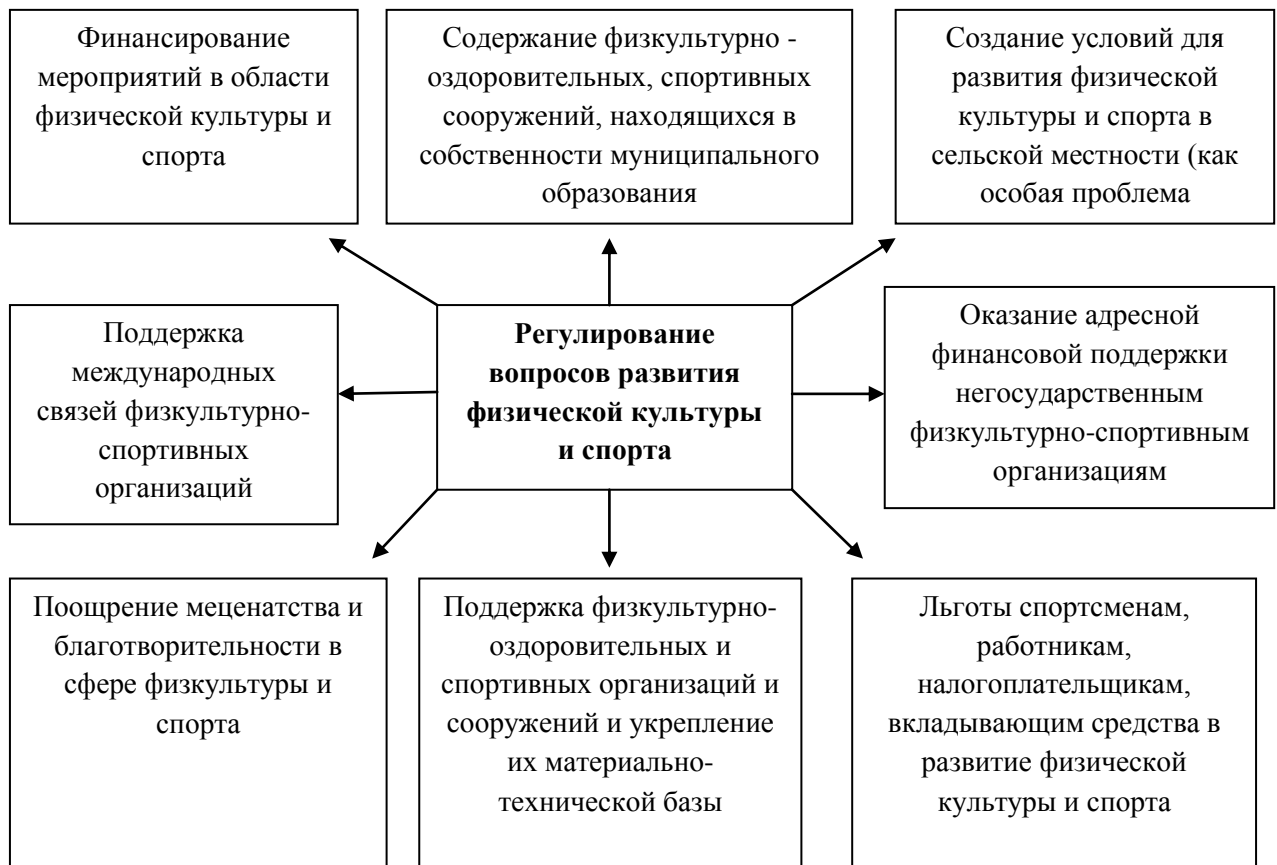 Финансирование
мероприятий в области
физической культуры и
спорта
Содержание физкультурно -
оздоровительных, спортивных
сооружений, находящихся в
собственности муниципального
образования
Создание условий для
развития физической
культуры и спорта в
сельской местности (как
особая проблема
Поддержка
международных
связей физкультурно-
спортивных
организаций
Регулирование
вопросов развития
физической культуры
и спорта
Оказание адресной
финансовой поддержки
негосударственным
физкультурно-спортивным
организациям
Поощрение меценатства и
благотворительности в
сфере физкультуры и
спорта
Поддержка физкультурно-
оздоровительных и
спортивных организаций и
сооружений и укрепление
их материально-
технической базы
Льготы спортсменам,
работникам,
налогоплательщикам,
вкладывающим средства в
развитие физической
культуры и спорта